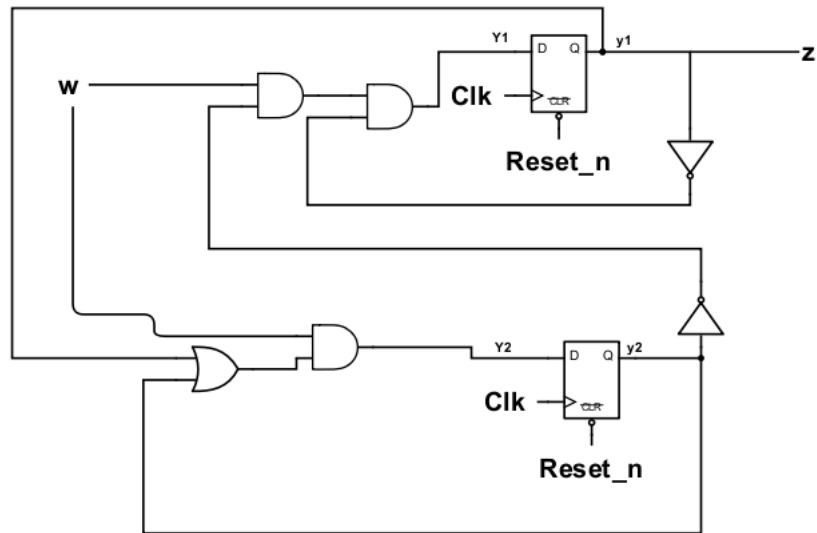 Y1 D Q y1 z
w
Clk CLR
Reset_n
Y2 D Q y2
Clk CLR
Reset_n